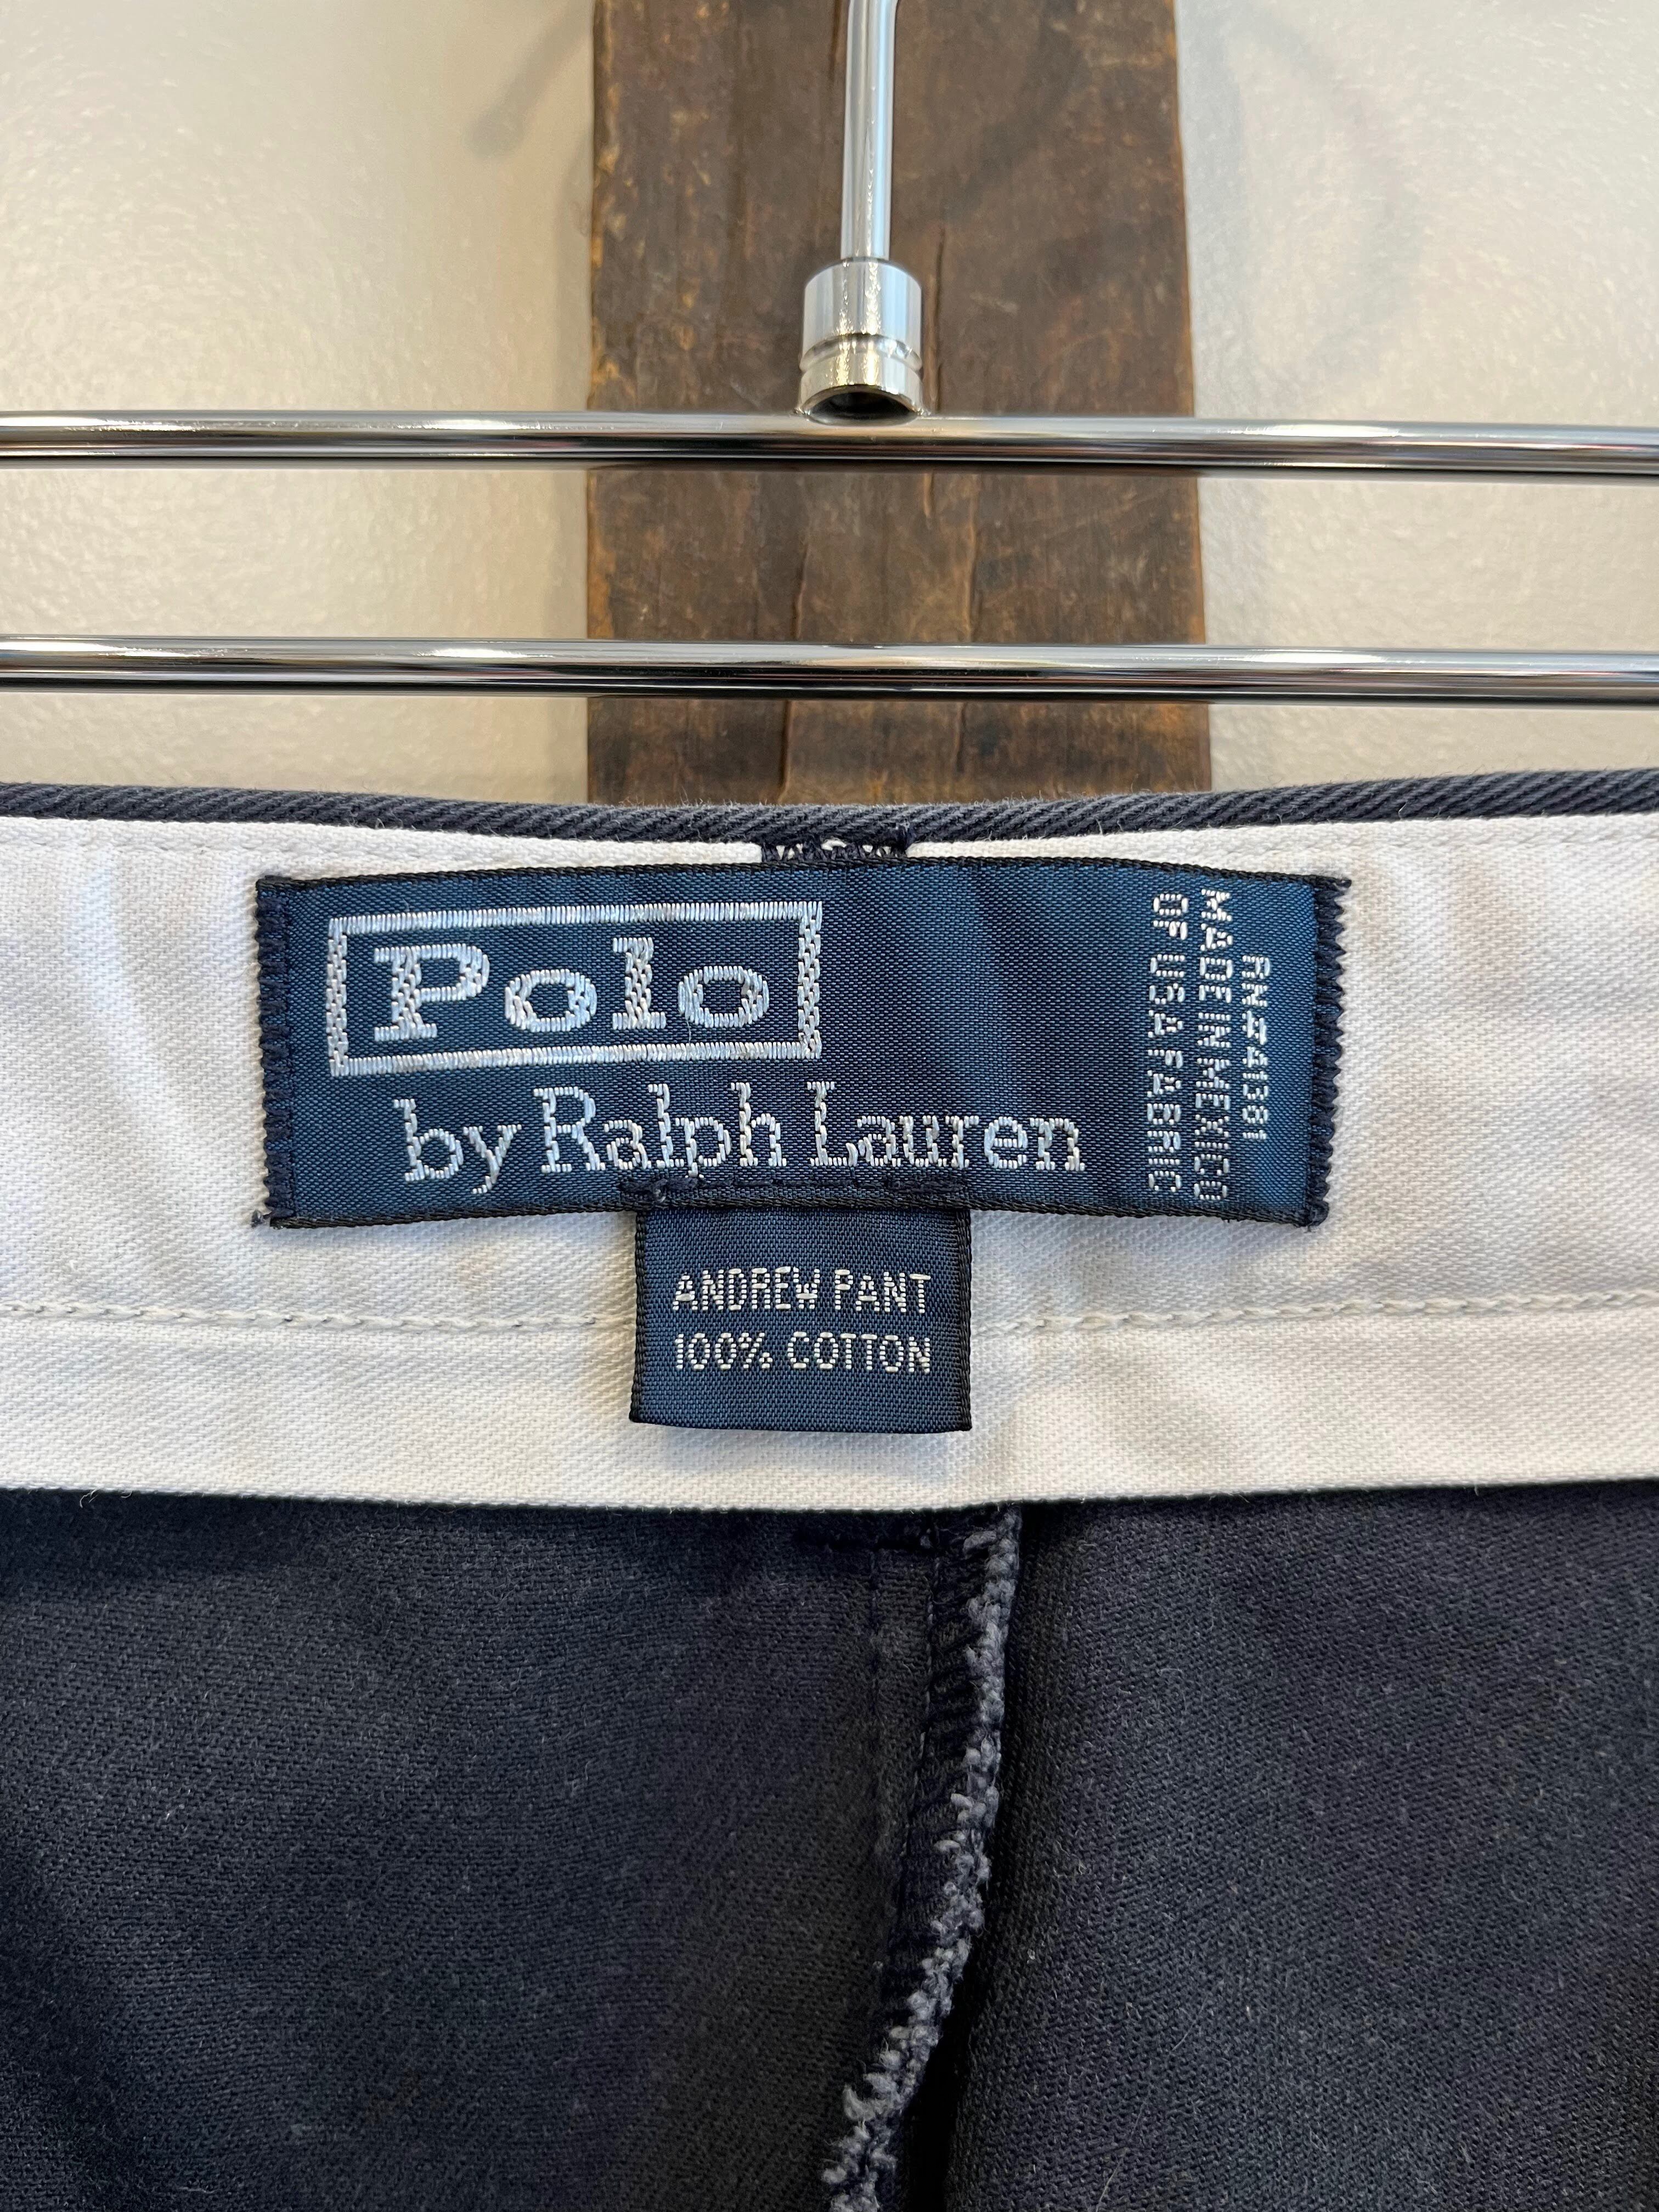 Polo
by Ralph Lauren
RN#41381
MADE IN MEXICO
OF USA FABRIC
ANDREW PANT
100% COTTON